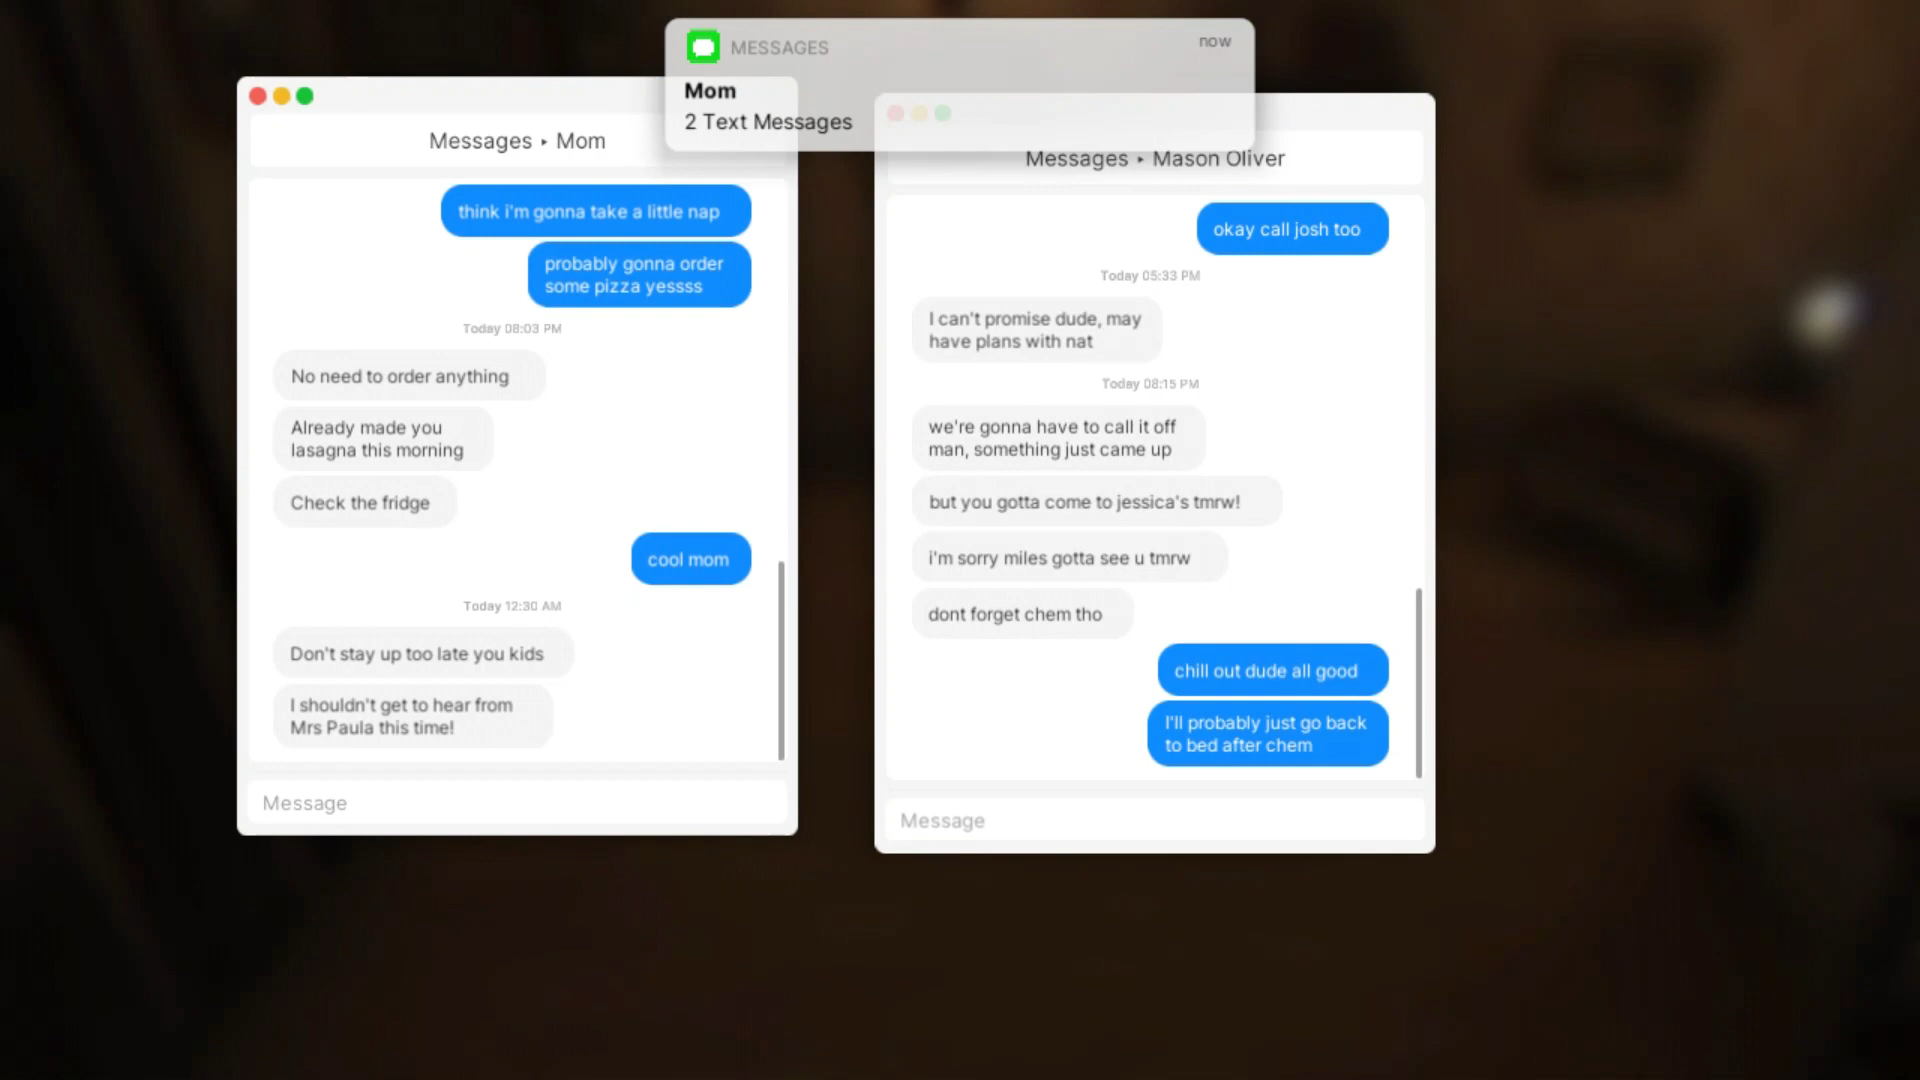 MESSAGES
now
Mom
2 Text Messages
Messages ‣ Mom
think i'm gonna take a little nap
probably gonna order
some pizza yessss
Today 08:03 PM
No need to order anything
Already made you
lasagna this morning
Check the fridge
cool mom
Today 12:30 AM
Don't stay up too late you kids
I shouldn't get to hear from
Mrs Paula this time!
Message
Messages ‣ Mason Oliver
okay call josh too
Today 05:33 PM
I can't promise dude, may
have plans with nat
Today 08:15 PM
we're gonna have to call it off
man, something just came up
but you gotta come to jessica's tmrw!
i'm sorry miles gotta see u tmrw
dont forget chem tho
chill out dude all good
I'll probably just go back
to bed after chem
Message